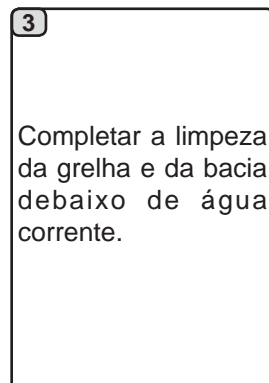 3
Completar a limpeza
da grelha e da bacia
debaixo de água
corrente.